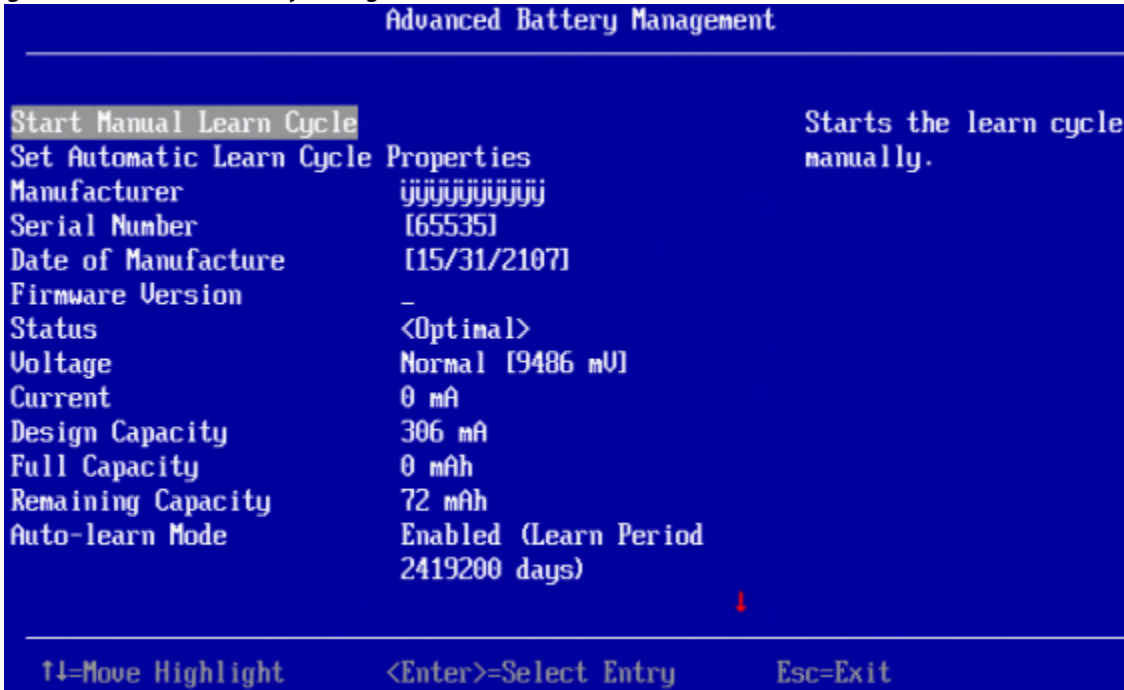 Advanced Battery Management
Start Manual Learn Cycle
Starts the learn cycle
manually.
Set Automatic Learn Cycle Properties
Manufacturer ÿÿÿÿÿÿÿÿÿÿÿ
Serial Number [65535]
Date of Manufacture [15/31/2107]
Firmware Version _
Status <Optimal>
Voltage Normal [9486 mV]
Current 0 mA
Design Capacity 306 mA
Full Capacity 0 mAh
Remaining Capacity 72 mAh
Auto-learn Mode Enabled (Learn Period
2419200 days)
↓
↑↓=Move Highlight <Enter>=Select Entry Esc=Exit